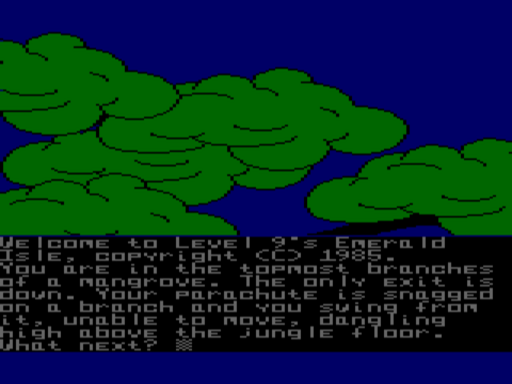 Welcome to Level 9's Emerald
Isle, copyright (C) 1985.
You are in the topmost branches
of a mangrove. The only exit is
down. Your parachute is snagged
on a branch and you swing from
it, unable to move, dangling
high above the jungle floor.
What next?